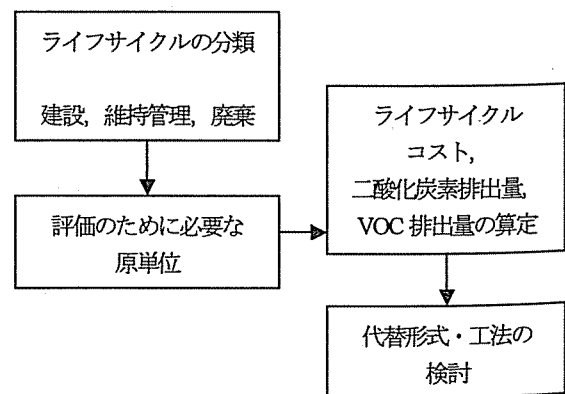 ライフサイクルの分類
建設, 維持管理, 廃棄
評価のために必要な
原単位
ライフサイクル
コスト,
二酸化炭素排出量,
VOC 排出量の算定
代替形式・工法の
検討